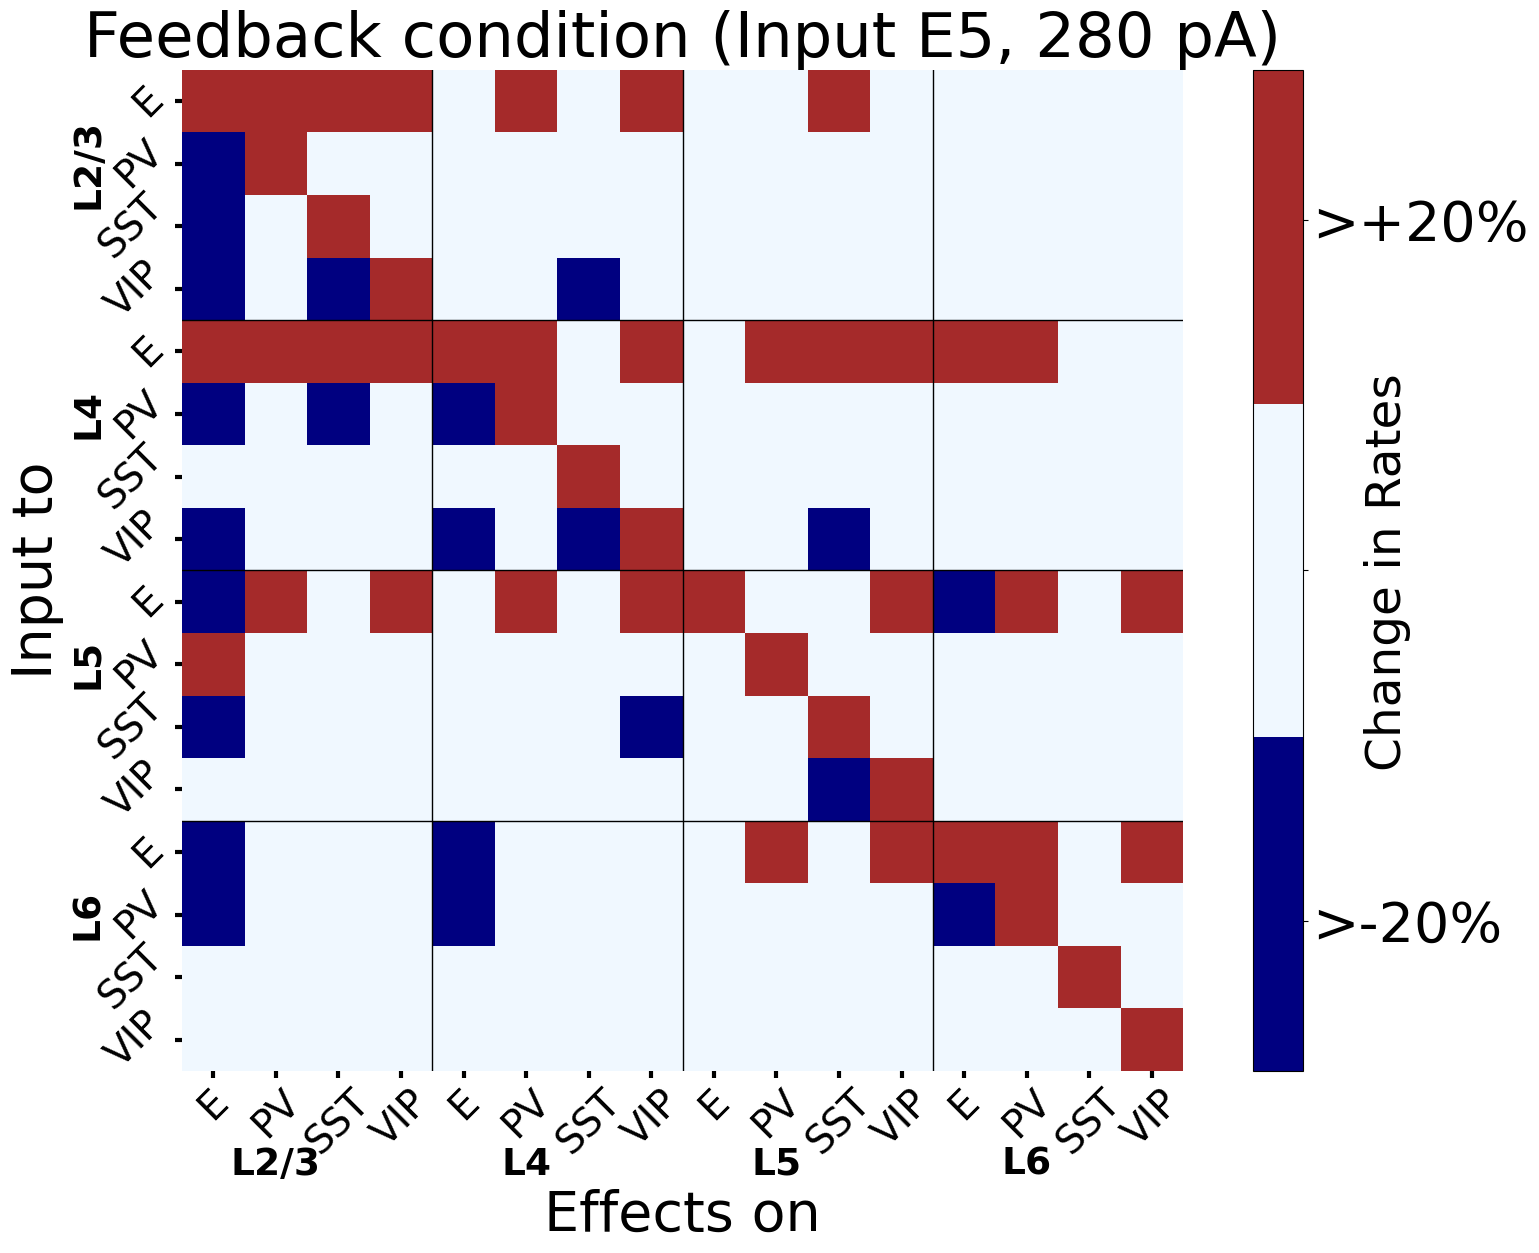 Feedback condition (Input E5, 280 pA)
Input to
L2/3
E
PV
SST
VIP
L4
E
PV
SST
VIP
L5
E
PV
SST
VIP
L6
E
PV
SST
VIP
E PV SST VIP E PV SST VIP E PV SST VIP E PV SST VIP
L2/3 L4 L5 L6
Effects on
>+20%
>-20%
Change in Rates